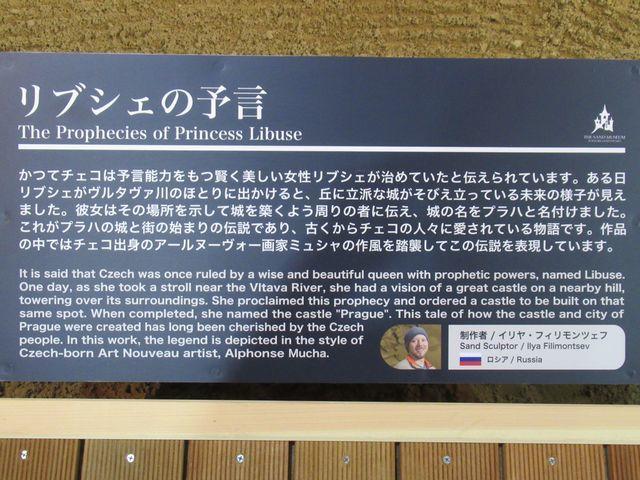 リブシェの予言
The Prophecies of Princess Libuse
THE SAND MUSEUM
かつてチェコは予言能力をもつ賢く美しい女性リブシェが治めていたと伝えられています。ある日
リブシェがヴルタヴァ川のほとりに出かけると、丘に立派な城がそびえ立っている未来の様子が見え
ました。彼女はその場所を示して城を築くよう周りの者に伝え、城の名をプラハと名付けました。
これがプラハの城と街の始まりの伝説であり、古くからチェコの人々に愛されている物語です。作品
の中ではチェコ出身のアールヌーヴォー画家ミュシャの作風を踏襲してこの伝説を表現しています。
It is said that Czech was once ruled by a wise and beautiful queen with prophetic powers, named Libuse.
One day, as she took a stroll near the Vltava River, she had a vision of a great castle on a nearby hill,
towering over its surroundings. She proclaimed this prophecy and ordered a castle to be built on that
same spot. When completed, she named the castle "Prague". This tale of how the castle and city of
Prague were created has long been cherished by the Czech
people. In this work, the legend is depicted in the style of
Czech-born Art Nouveau artist, Alphonse Mucha.
制作者 / イリヤ・フィリモンツェフ
Sand Sculptor / Ilya Filimontsev
ロシア / Russia